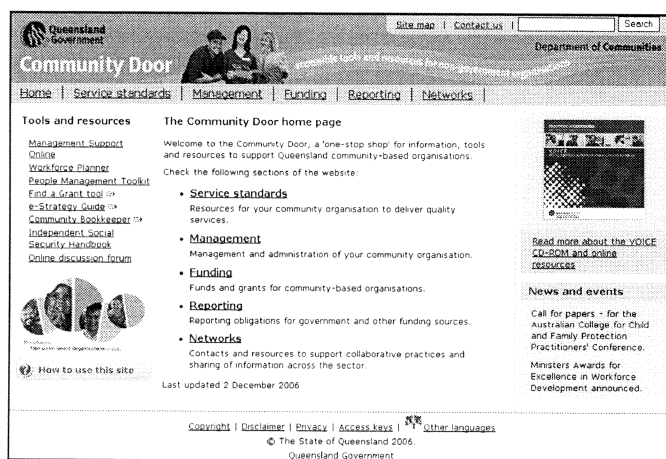 Queensland
Government
Site map | Contact us |
Search
Department of Communities
Community Door
accessible tools and resources for non-government organisations
Home | Service standards | Management | Funding | Reporting | Networks |
Tools and resources
Management Support
Online
Workforce Planner
People Management Toolkit
Find a Grant tool
e-Strategy Guide
Community Bookkeeper
Independent Social
Security Handbook
Online discussion forum
How to use this site
The Community Door home page
Welcome to the Community Door, a 'one-stop shop' for information, tools
and resources to support Queensland community-based organisations.
Check the following sections of the website:
• Service standards
Resources for your community organisation to deliver quality
services.
• Management
Management and administration of your community organisation.
• Funding
Funds and grants for community-based organisations.
• Reporting
Reporting obligations for government and other funding sources.
• Networks
Contacts and resources to support collaborative practices and
sharing of information across the sector.
Last updated 2 December 2006
VOICE
Read more about the VOICE
CD-ROM and online
resources
News and events
Call for papers - for the
Australian College for Child
and Family Protection
Practitioners' Conference.
Ministers Awards for
Excellence in Workforce
Development announced.
Copyright | Disclaimer | Privacy | Access keys | Other languages
© The State of Queensland 2006.
Queensland Government